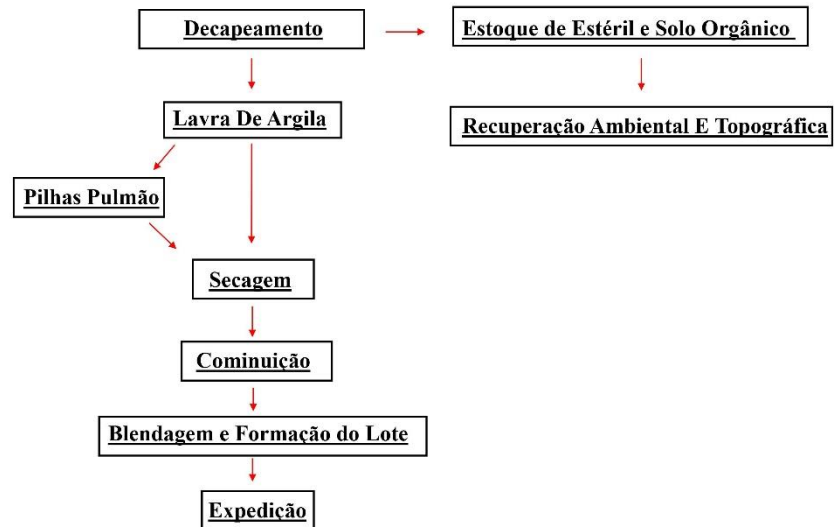 Decapeamento
Estoque de Estéril e Solo Orgânico
Lavra De Argila
Recuperação Ambiental E Topográfica
Pilhas Pulmão
Secagem
Cominuição
Blendagem e Formação do Lote
Expedição